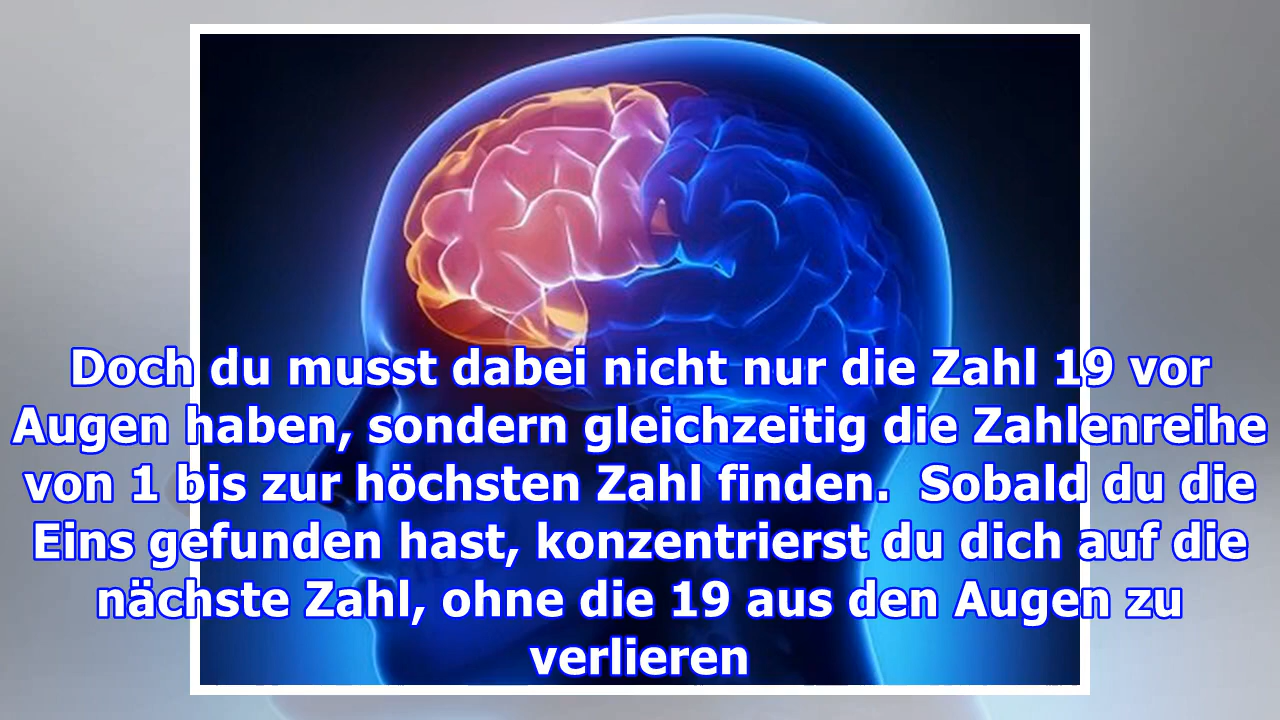 Doch du musst dabei nicht nur die Zahl 19 vor
Augen haben, sondern gleichzeitig die Zahlenreihe
von 1 bis zur höchsten Zahl finden.  Sobald du die
Eins gefunden hast, konzentrierst du dich auf die
nächste Zahl, ohne die 19 aus den Augen zu
verlieren